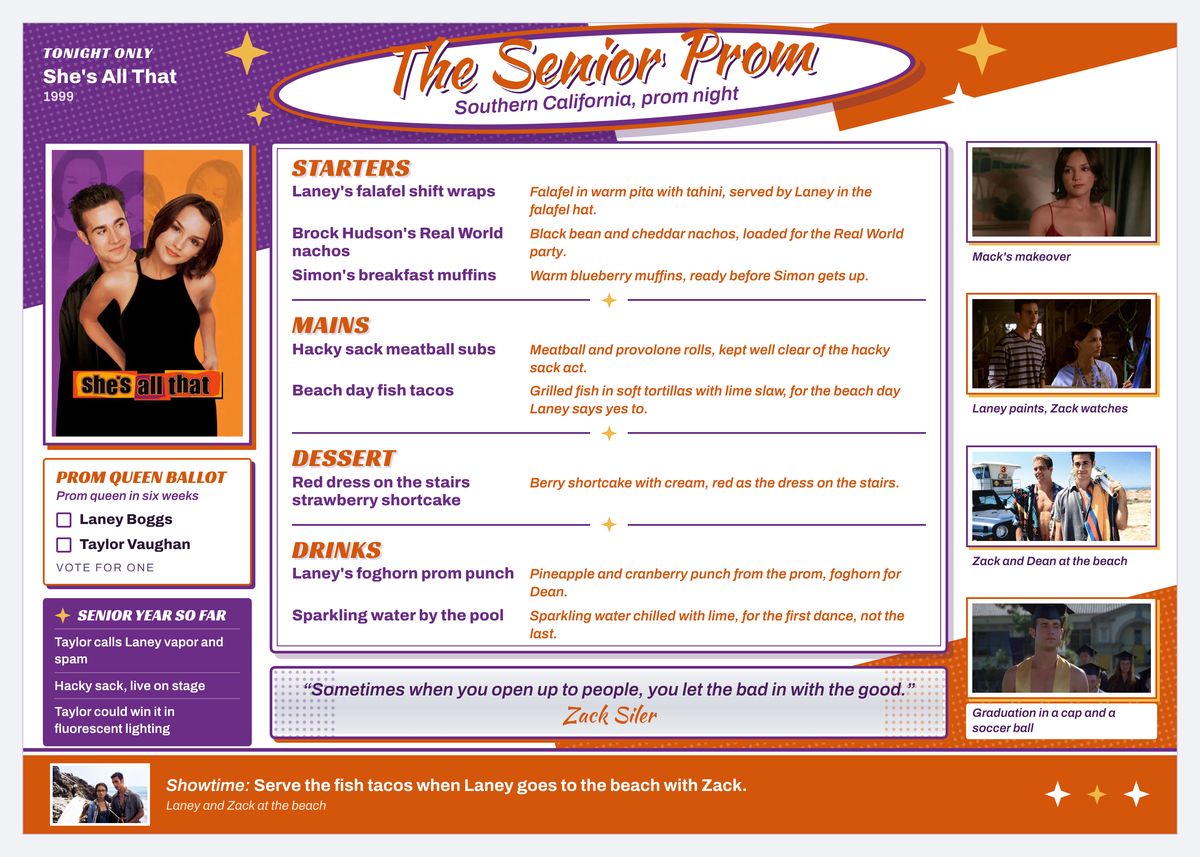 TONIGHT ONLY
She's All That
1999
The Senior Prom
Southern California, prom night
she's all that
PROM QUEEN BALLOT
Prom queen in six weeks
Laney Boggs
Taylor Vaughan
VOTE FOR ONE
SENIOR YEAR SO FAR
Taylor calls Laney vapor and
spam
Hacky sack, live on stage
Taylor could win it in
fluorescent lighting
STARTERS
Laney's falafel shift wraps
Falafel in warm pita with tahini, served by Laney in the
falafel hat.
Brock Hudson's Real World
nachos
Black bean and cheddar nachos, loaded for the Real World
party.
Simon's breakfast muffins
Warm blueberry muffins, ready before Simon gets up.
MAINS
Hacky sack meatball subs
Meatball and provolone rolls, kept well clear of the hacky
sack act.
Beach day fish tacos
Grilled fish in soft tortillas with lime slaw, for the beach day
Laney says yes to.
DESSERT
Red dress on the stairs
strawberry shortcake
Berry shortcake with cream, red as the dress on the stairs.
DRINKS
Laney's foghorn prom punch
Pineapple and cranberry punch from the prom, foghorn for
Dean.
Sparkling water by the pool
Sparkling water chilled with lime, for the first dance, not the
last.
“Sometimes when you open up to people, you let the bad in with the good.”
Zack Siler
Mack's makeover
Laney paints, Zack watches
3
Zack and Dean at the beach
Graduation in a cap and a
soccer ball
Showtime: Serve the fish tacos when Laney goes to the beach with Zack.
Laney and Zack at the beach